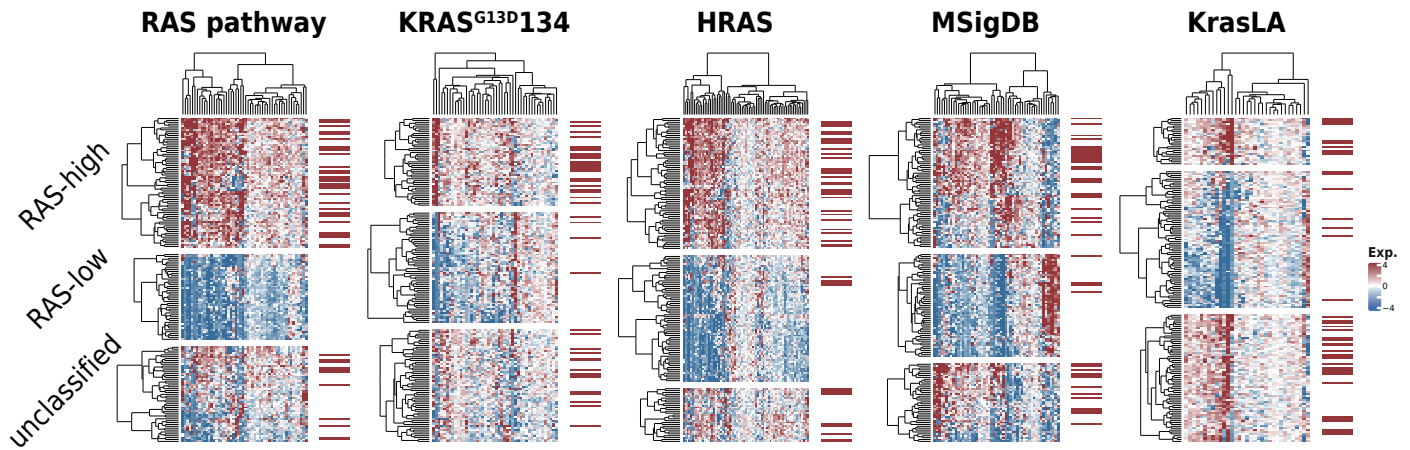 RAS pathway
KRASG13D134
HRAS
MSigDB
KrasLA
RAS-high
RAS-low
unclassified
Exp.
4
0
−4